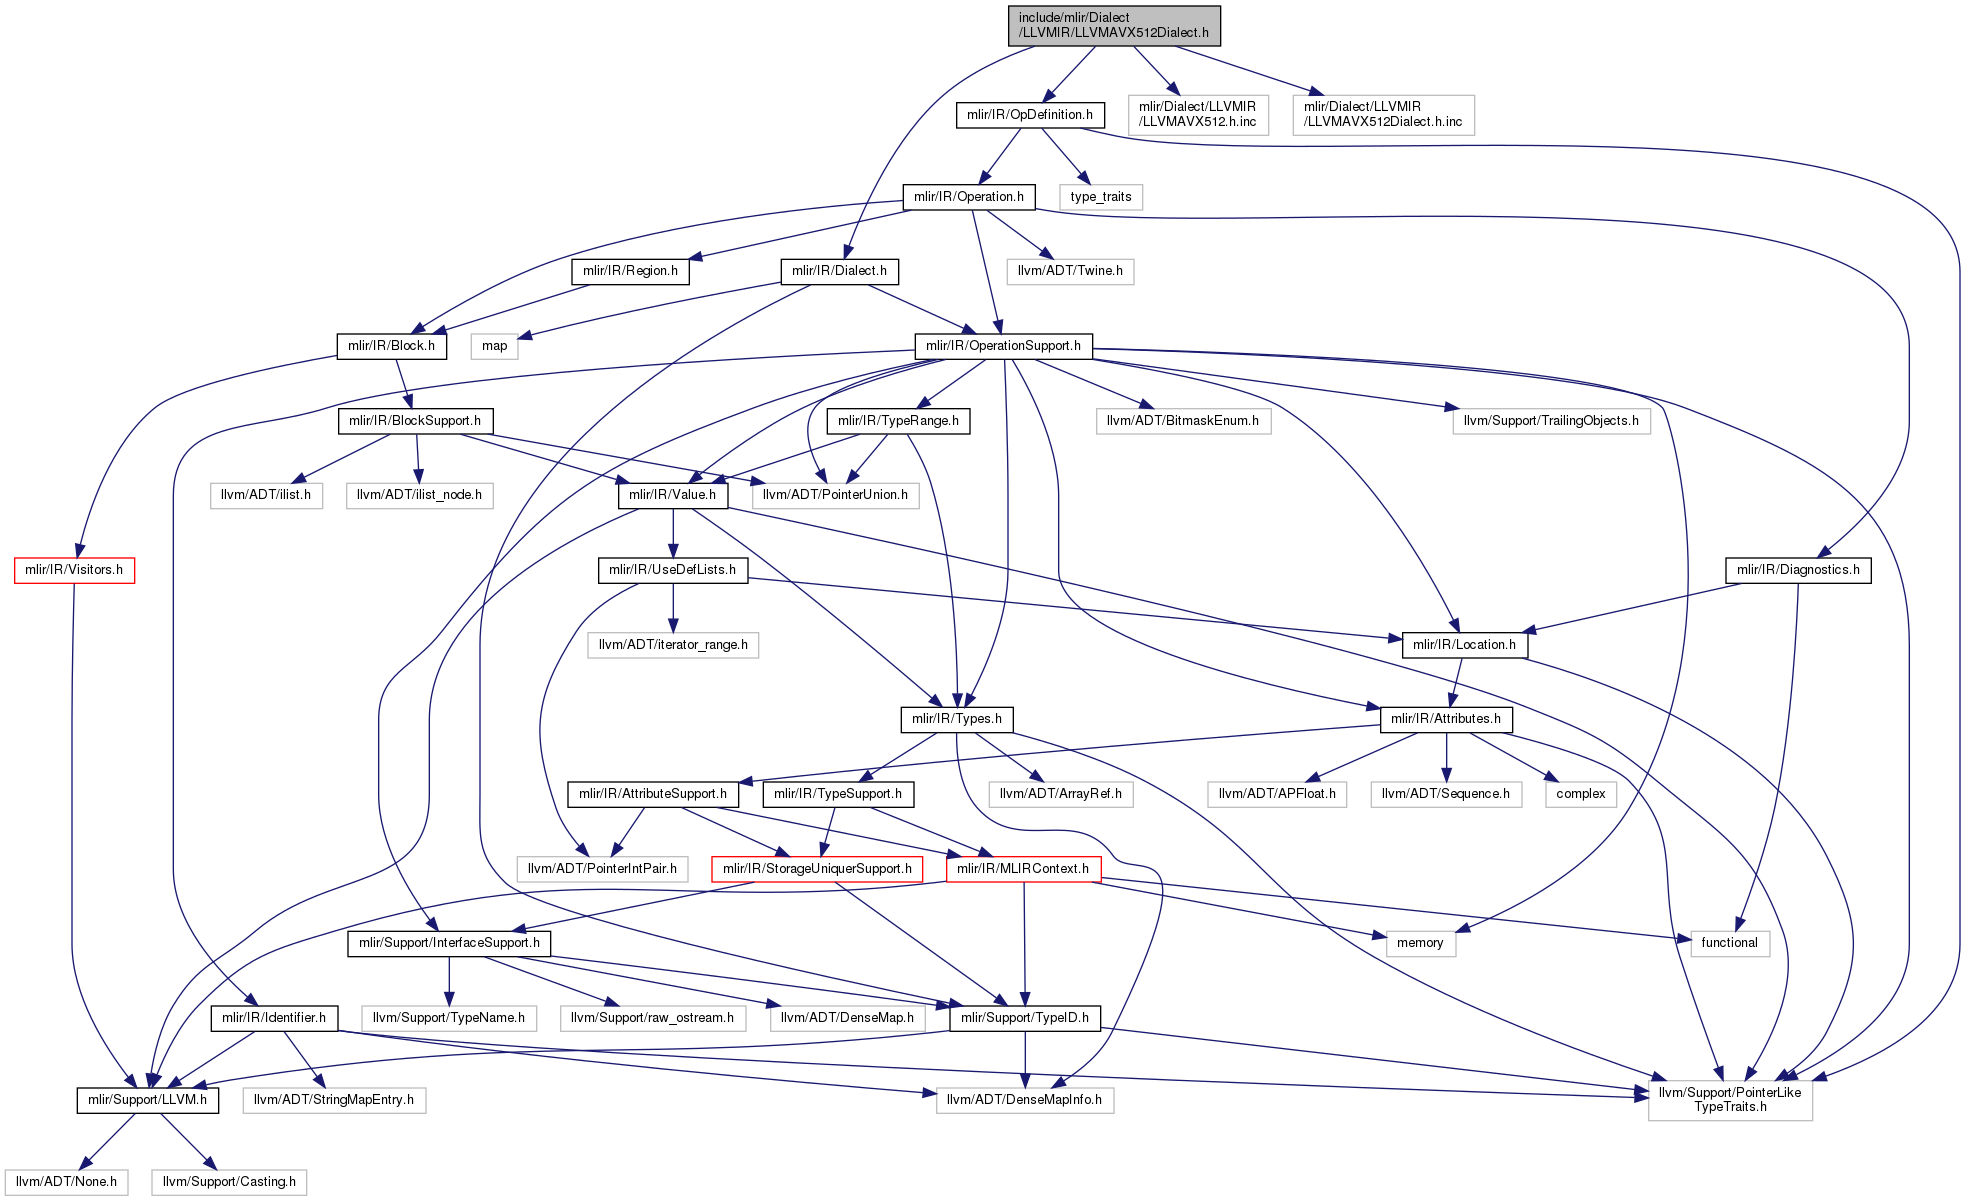 include/mlir/Dialect
/LLVMIR/LLVMAVX512Dialect.h
mlir/IR/OpDefinition.h
mlir/Dialect/LLVMIR
/LLVMAVX512.h.inc
mlir/Dialect/LLVMIR
/LLVMAVX512Dialect.h.inc
mlir/IR/Operation.h
type_traits
mlir/IR/Region.h
mlir/IR/Dialect.h
llvm/ADT/Twine.h
mlir/IR/Block.h
map
mlir/IR/OperationSupport.h
mlir/IR/BlockSupport.h
mlir/IR/TypeRange.h
llvm/ADT/BitmaskEnum.h
llvm/Support/TrailingObjects.h
llvm/ADT/ilist.h
llvm/ADT/ilist_node.h
mlir/IR/Value.h
llvm/ADT/PointerUnion.h
mlir/IR/Visitors.h
mlir/IR/UseDefLists.h
mlir/IR/Diagnostics.h
llvm/ADT/iterator_range.h
mlir/IR/Location.h
mlir/IR/Types.h
mlir/IR/Attributes.h
mlir/IR/AttributeSupport.h
mlir/IR/TypeSupport.h
llvm/ADT/ArrayRef.h
llvm/ADT/APFloat.h
llvm/ADT/Sequence.h
complex
llvm/ADT/PointerIntPair.h
mlir/IR/StorageUniquerSupport.h
mlir/IR/MLIRContext.h
mlir/Support/InterfaceSupport.h
memory
functional
mlir/IR/Identifier.h
llvm/Support/TypeName.h
llvm/Support/raw_ostream.h
llvm/ADT/DenseMap.h
mlir/Support/TypeID.h
mlir/Support/LLVM.h
llvm/ADT/StringMapEntry.h
llvm/ADT/DenseMapInfo.h
llvm/Support/PointerLike
TypeTraits.h
llvm/ADT/None.h
llvm/Support/Casting.h